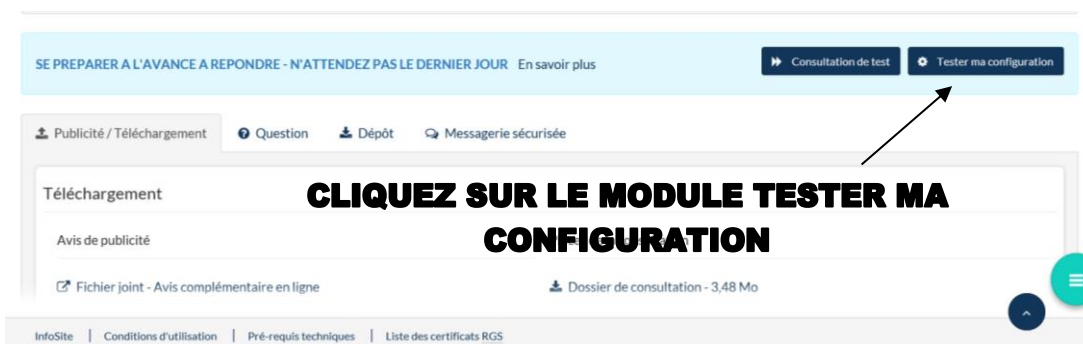 SE PREPARER A L'AVANCE A REPONDRE - N'ATTENDEZ PAS LE DERNIER JOUR En savoir plus
Consultation de test
Tester ma configuration
Publicité / Téléchargement
Question
Dépôt
Messagerie sécurisée
Téléchargement
CLIQUEZ SUR LE MODULE TESTER MA
CONFIGURATION
Avis de publicité
Fichier joint - Avis complémentaire en ligne
Dossier de consultation - 3,48 Mo
InfoSite | Conditions d'utilisation | Pré-requis techniques | Liste des certificats RGS